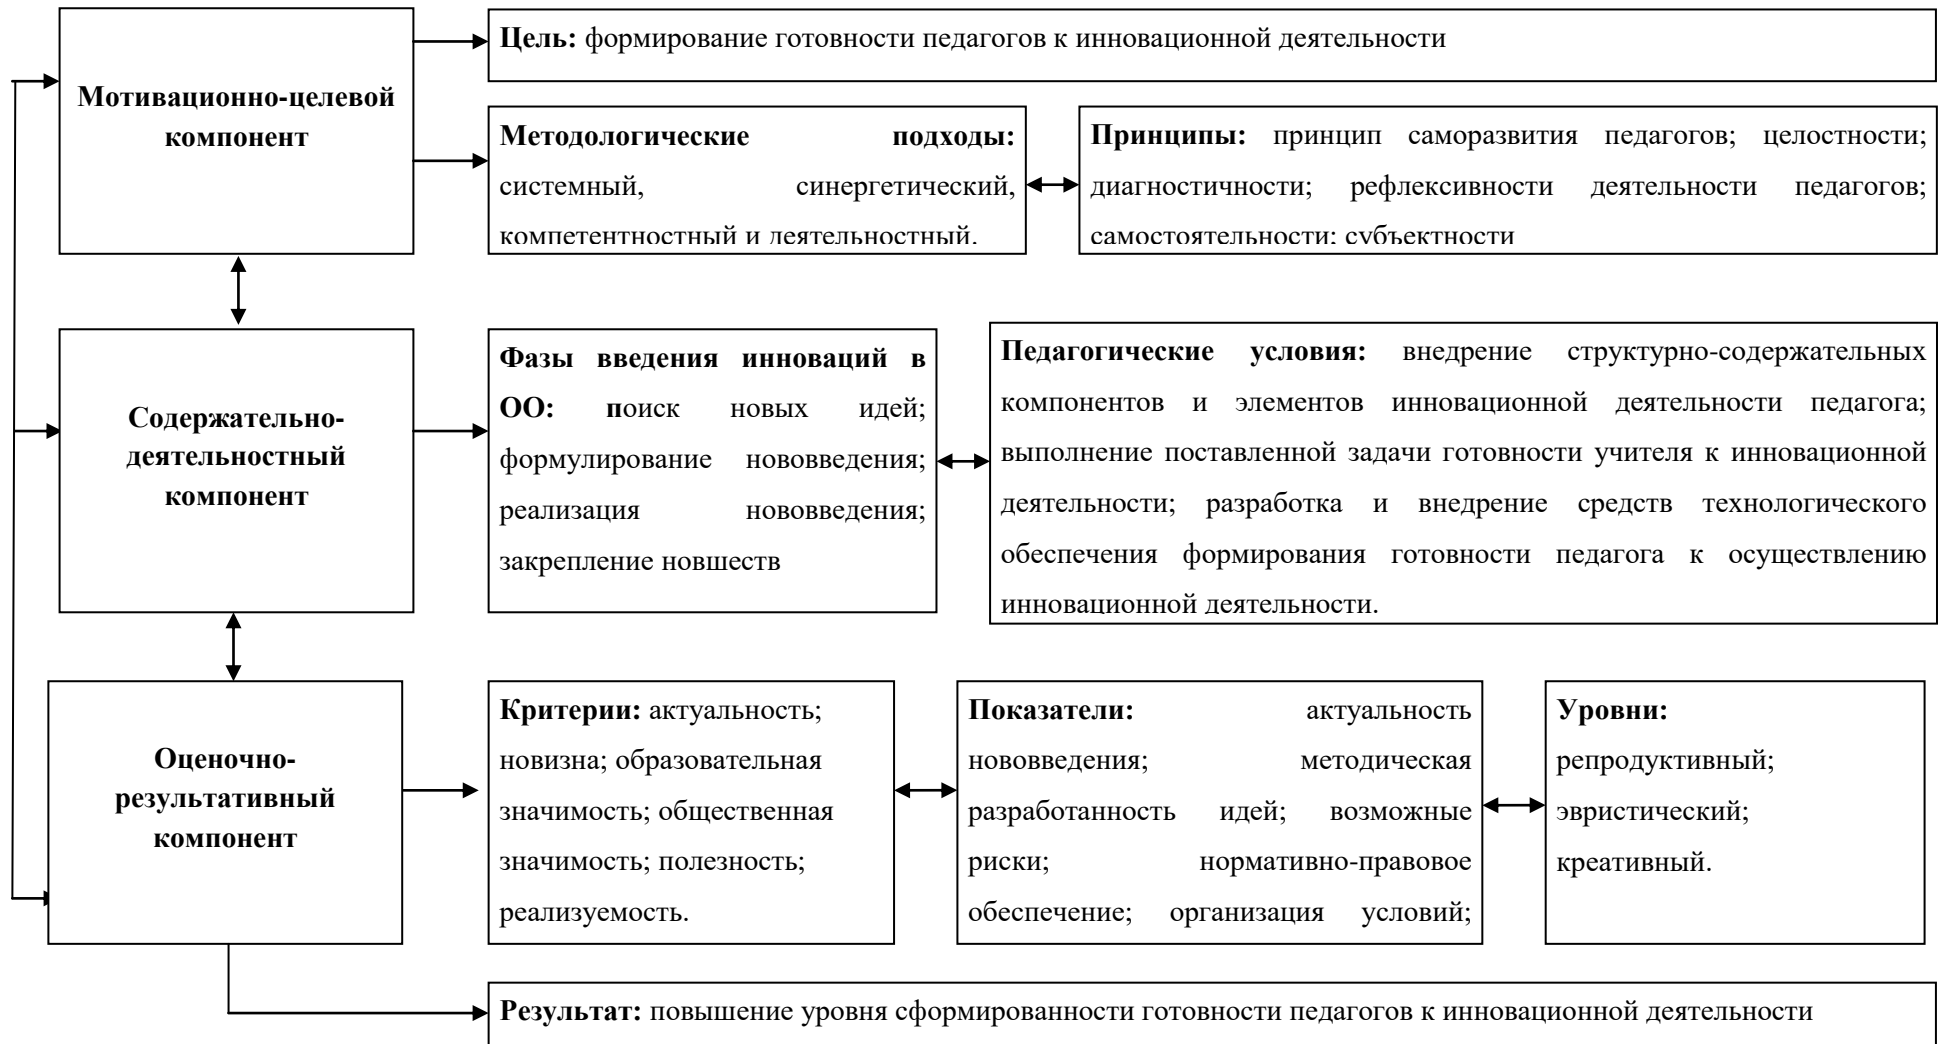 Мотивационно-целевой
компонент
Цель: формирование готовности педагогов к инновационной деятельности
Методологические подходы:
системный, синергетический,
компетентностный и деятельностный.
Принципы: принцип саморазвития педагогов; целостности;
диагностичности; рефлексивности деятельности педагогов;
самостоятельности; субъектности
Содержательно-
деятельностный
компонент
Фазы введения инноваций в
ОО: поиск новых идей;
формулирование нововведения;
реализация нововведения;
закрепление новшеств
Педагогические условия: внедрение структурно-содержательных
компонентов и элементов инновационной деятельности педагога;
выполнение поставленной задачи готовности учителя к инновационной
деятельности; разработка и внедрение средств технологического
обеспечения формирования готовности педагога к осуществлению
инновационной деятельности.
Оценочно-
результативный
компонент
Критерии: актуальность;
новизна; образовательная
значимость; общественная
значимость; полезность;
реализуемость.
Показатели: актуальность
нововведения; методическая
разработанность идей; возможные
риски; нормативно-правовое
обеспечение; организация условий;
Уровни:
репродуктивный;
эвристический;
креативный.
Результат: повышение уровня сформированности готовности педагогов к инновационной деятельности